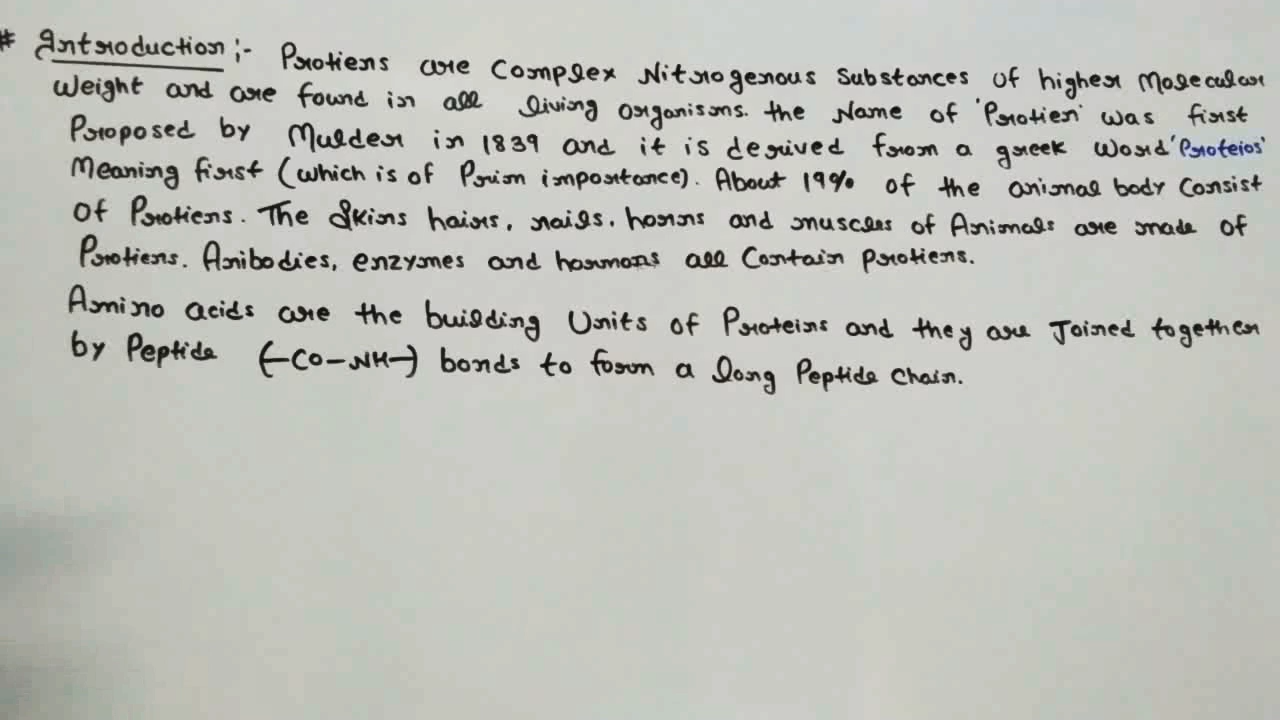 # Introduction :- Protiens are Complex Nitrogenous Substances of higher Molecular
Weight and are found in all living organisms. the Name of 'Protien' was first
Proposed by Mulder in 1839 and it is derived from a greek word 'Proteios'
Meaning first (which is of Prim importance). About 19% of the animal body Consist
Of Protiens. The Skins hairs, nails, horns and muscles of Animals are made of
Protiens. Anibodies, enzymes and harmons all Contain protiens.
Amino acids are the building Units of Proteins and they are Joined together
by Peptide (-CO-NH-) bonds to form a long Peptide Chain.